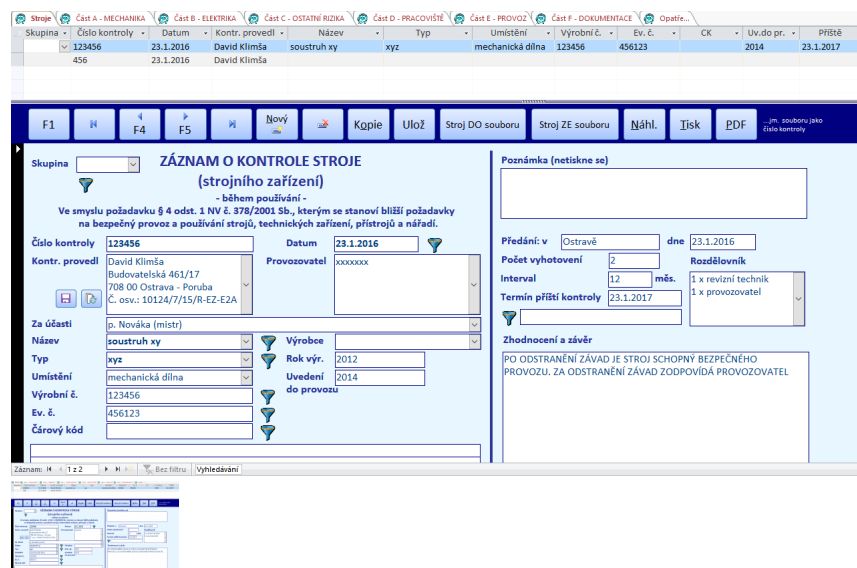 Stroje Část A - MECHANIKA Část B - ELEKTRIKA Část C - OSTATNÍ RIZIKA Část D - PRACOVIŠTĚ Část E - PROVOZ Část F - DOKUMENTACE Opatře...
Skupina Číslo kontroly Datum Kontr. provedl Název Typ Umístění Výrobní č. Ev. č. CK Uv.do pr. Příště
123456 23.1.2016 David Klimša soustruh xy xyz mechanická dílna 123456 456123 2014 23.1.2017
456 23.1.2016 David Klimša
F1 F4 F5 Nový Kopie Ulož Stroj DO souboru Stroj ZE souboru Náhl. Tisk PDF ...jm. souboru jako
číslo kontroly
Skupina
ZÁZNAM O KONTROLE STROJE
(strojního zařízení)
- během používání -
Ve smyslu požadavku § 4 odst. 1 NV č. 378/2001 Sb., kterým se stanoví bližší požadavky
na bezpečný provoz a používání strojů, technických zařízení, přístrojů a nářadí.
Číslo kontroly 123456 Datum 23.1.2016
Kontr. provedl David Klimša Provozovatel xxxxxxx
Budovatelská 461/17
708 00 Ostrava - Poruba
Č. osv.: 10124/7/15/R-EZ-E2A
Za účasti p. Nováka (mistr)
Název soustruh xy Výrobce
Typ xyz Rok výr. 2012
Umístění mechanická dílna Uvedení 2014
do provozu
Výrobní č. 123456
Ev. č. 456123
Čárový kód
Poznámka (netiskne se)
Předání: v Ostravě dne 23.1.2016
Počet vyhotovení 2 Rozdělovník
Interval 12 měs. 1 x revizní technik
1 x provozovatel
Termín příští kontroly 23.1.2017
Zhodnocení a závěr
PO ODSTRANĚNÍ ZÁVAD JE STROJ SCHOPNÝ BEZPEČNÉHO
PROVOZU. ZA ODSTRANĚNÍ ZÁVAD ZODPOVÍDÁ PROVOZOVATEL
Záznam: 1 z 2 Bez filtru Vyhledávání